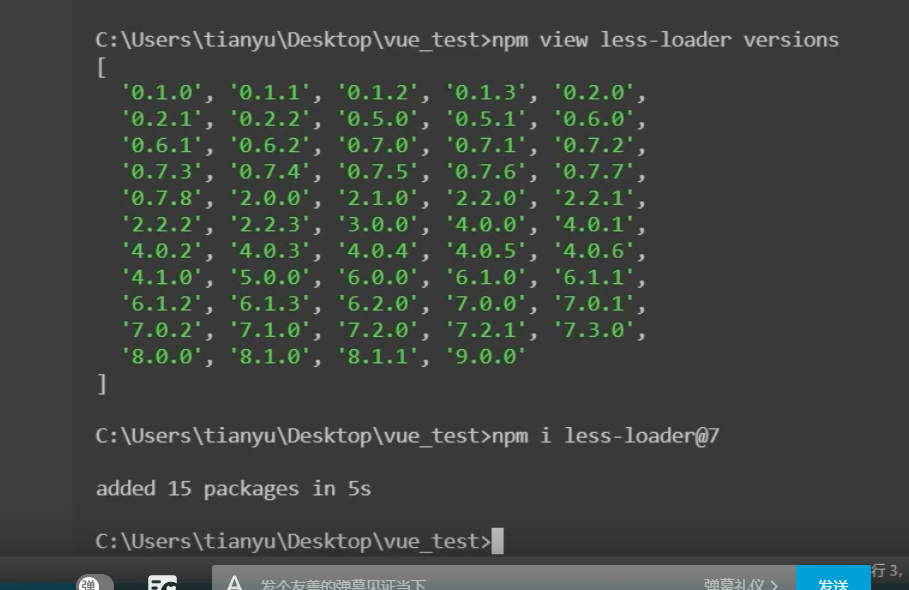 C:\Users\tianyu\Desktop\vue_test>npm view less-loader versions
[
'0.1.0', '0.1.1', '0.1.2', '0.1.3', '0.2.0',
'0.2.1', '0.2.2', '0.5.0', '0.5.1', '0.6.0',
'0.6.1', '0.6.2', '0.7.0', '0.7.1', '0.7.2',
'0.7.3', '0.7.4', '0.7.5', '0.7.6', '0.7.7',
'0.7.8', '2.0.0', '2.1.0', '2.2.0', '2.2.1',
'2.2.2', '2.2.3', '3.0.0', '4.0.0', '4.0.1',
'4.0.2', '4.0.3', '4.0.4', '4.0.5', '4.0.6',
'4.1.0', '5.0.0', '6.0.0', '6.1.0', '6.1.1',
'6.1.2', '6.1.3', '6.2.0', '7.0.0', '7.0.1',
'7.0.2', '7.1.0', '7.2.0', '7.2.1', '7.3.0',
'8.0.0', '8.1.0', '8.1.1', '9.0.0'
]
C:\Users\tianyu\Desktop\vue_test>npm i less-loader@7
added 15 packages in 5s
C:\Users\tianyu\Desktop\vue_test>
行 3,
弹 A 发个友善的弹幕见证当下 弹幕礼仪 > 发送